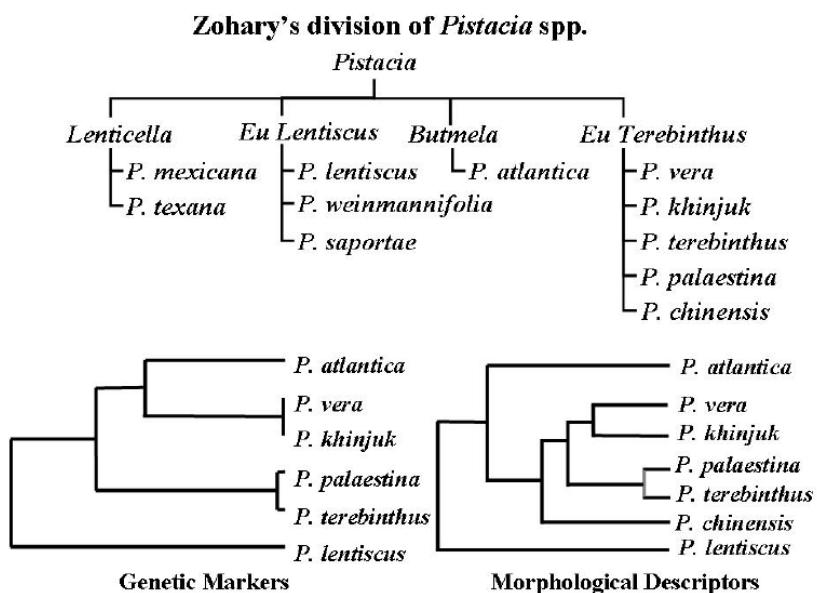 Zohary's division of Pistacia spp.
Pistacia
Lenticella
Eu Lentiscus
Butmela
Eu Terebinthus
P. mexicana
P. lentiscus
P. atlantica
P. vera
P. texana
P. weinmannifolia
P. khinjuk
P. saportae
P. terebinthus
P. palaestina
P. chinensis
P. atlantica
P. vera
P. khinjuk
P. palaestina
P. terebinthus
P. lentiscus
Genetic Markers
P. atlantica
P. vera
P. khinjuk
P. palaestina
P. terebinthus
P. chinensis
P. lentiscus
Morphological Descriptors